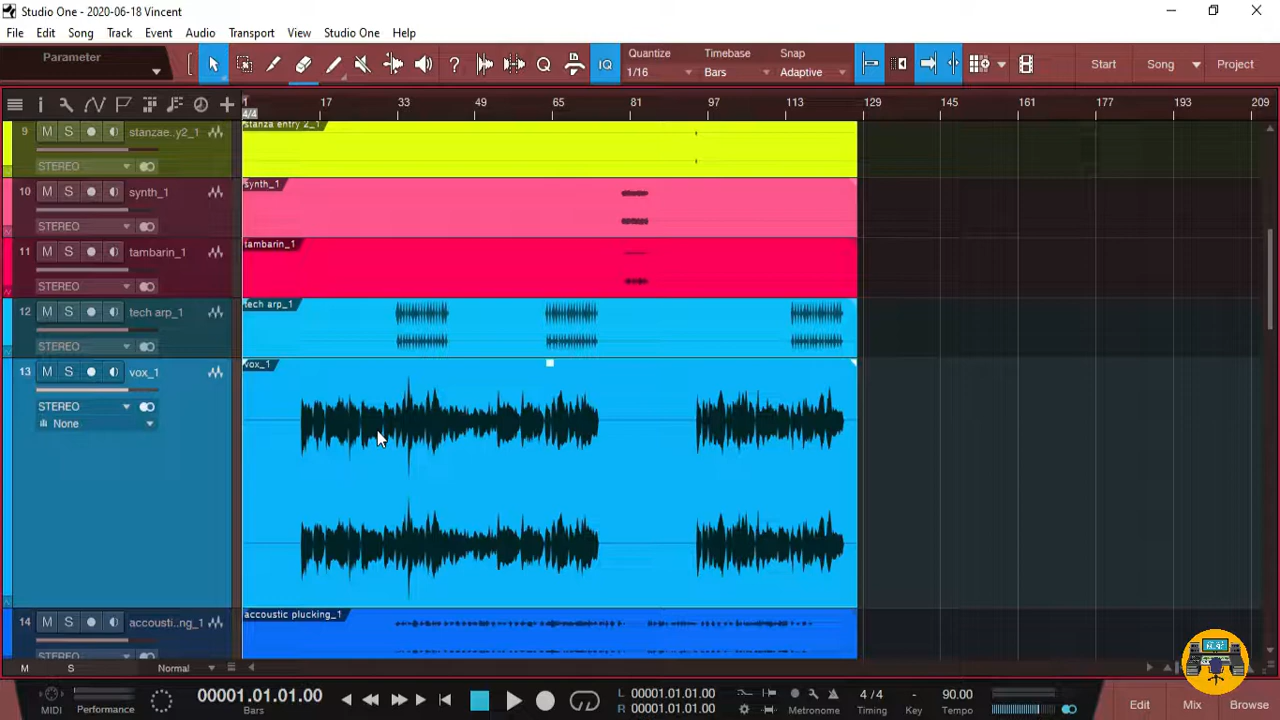 Studio One - 2020-06-18 Vincent
File Edit Song Track Event Audio Transport View Studio One Help
Parameter
? Q IQ
Quantize
1/16
Timebase
Bars
Snap
Adaptive
Start Song Project
1 17 33 49 65 81 97 113 129 145 161 177 193 209
4/4
9 M S stanzae..y2_1
STEREO
stanza entry 2_1
10 M S synth_1
STEREO
synth_1
11 M S tambarin_1
STEREO
tambarin_1
12 M S tech arp_1
STEREO
tech arp_1
13 M S vox_1
STEREO
None
vox_1
14 M S accousti..ng_1
STEREO
accoustic plucking_1
M S Normal
MIDI
Performance
00001.01.01.00
Bars
L 00001.01.01.00
R 00001.01.01.00
Metronome
4 / 4
Timing
-
Key
90.00
Tempo
Edit Mix Browse